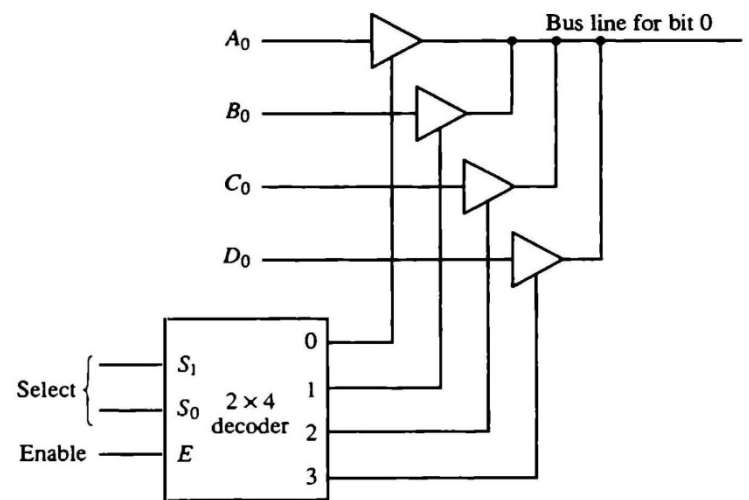 Bus line for bit 0
A₀
B₀
C₀
D₀
0
Select
S₁
1
S₀
2 × 4
decoder
2
Enable
E
3